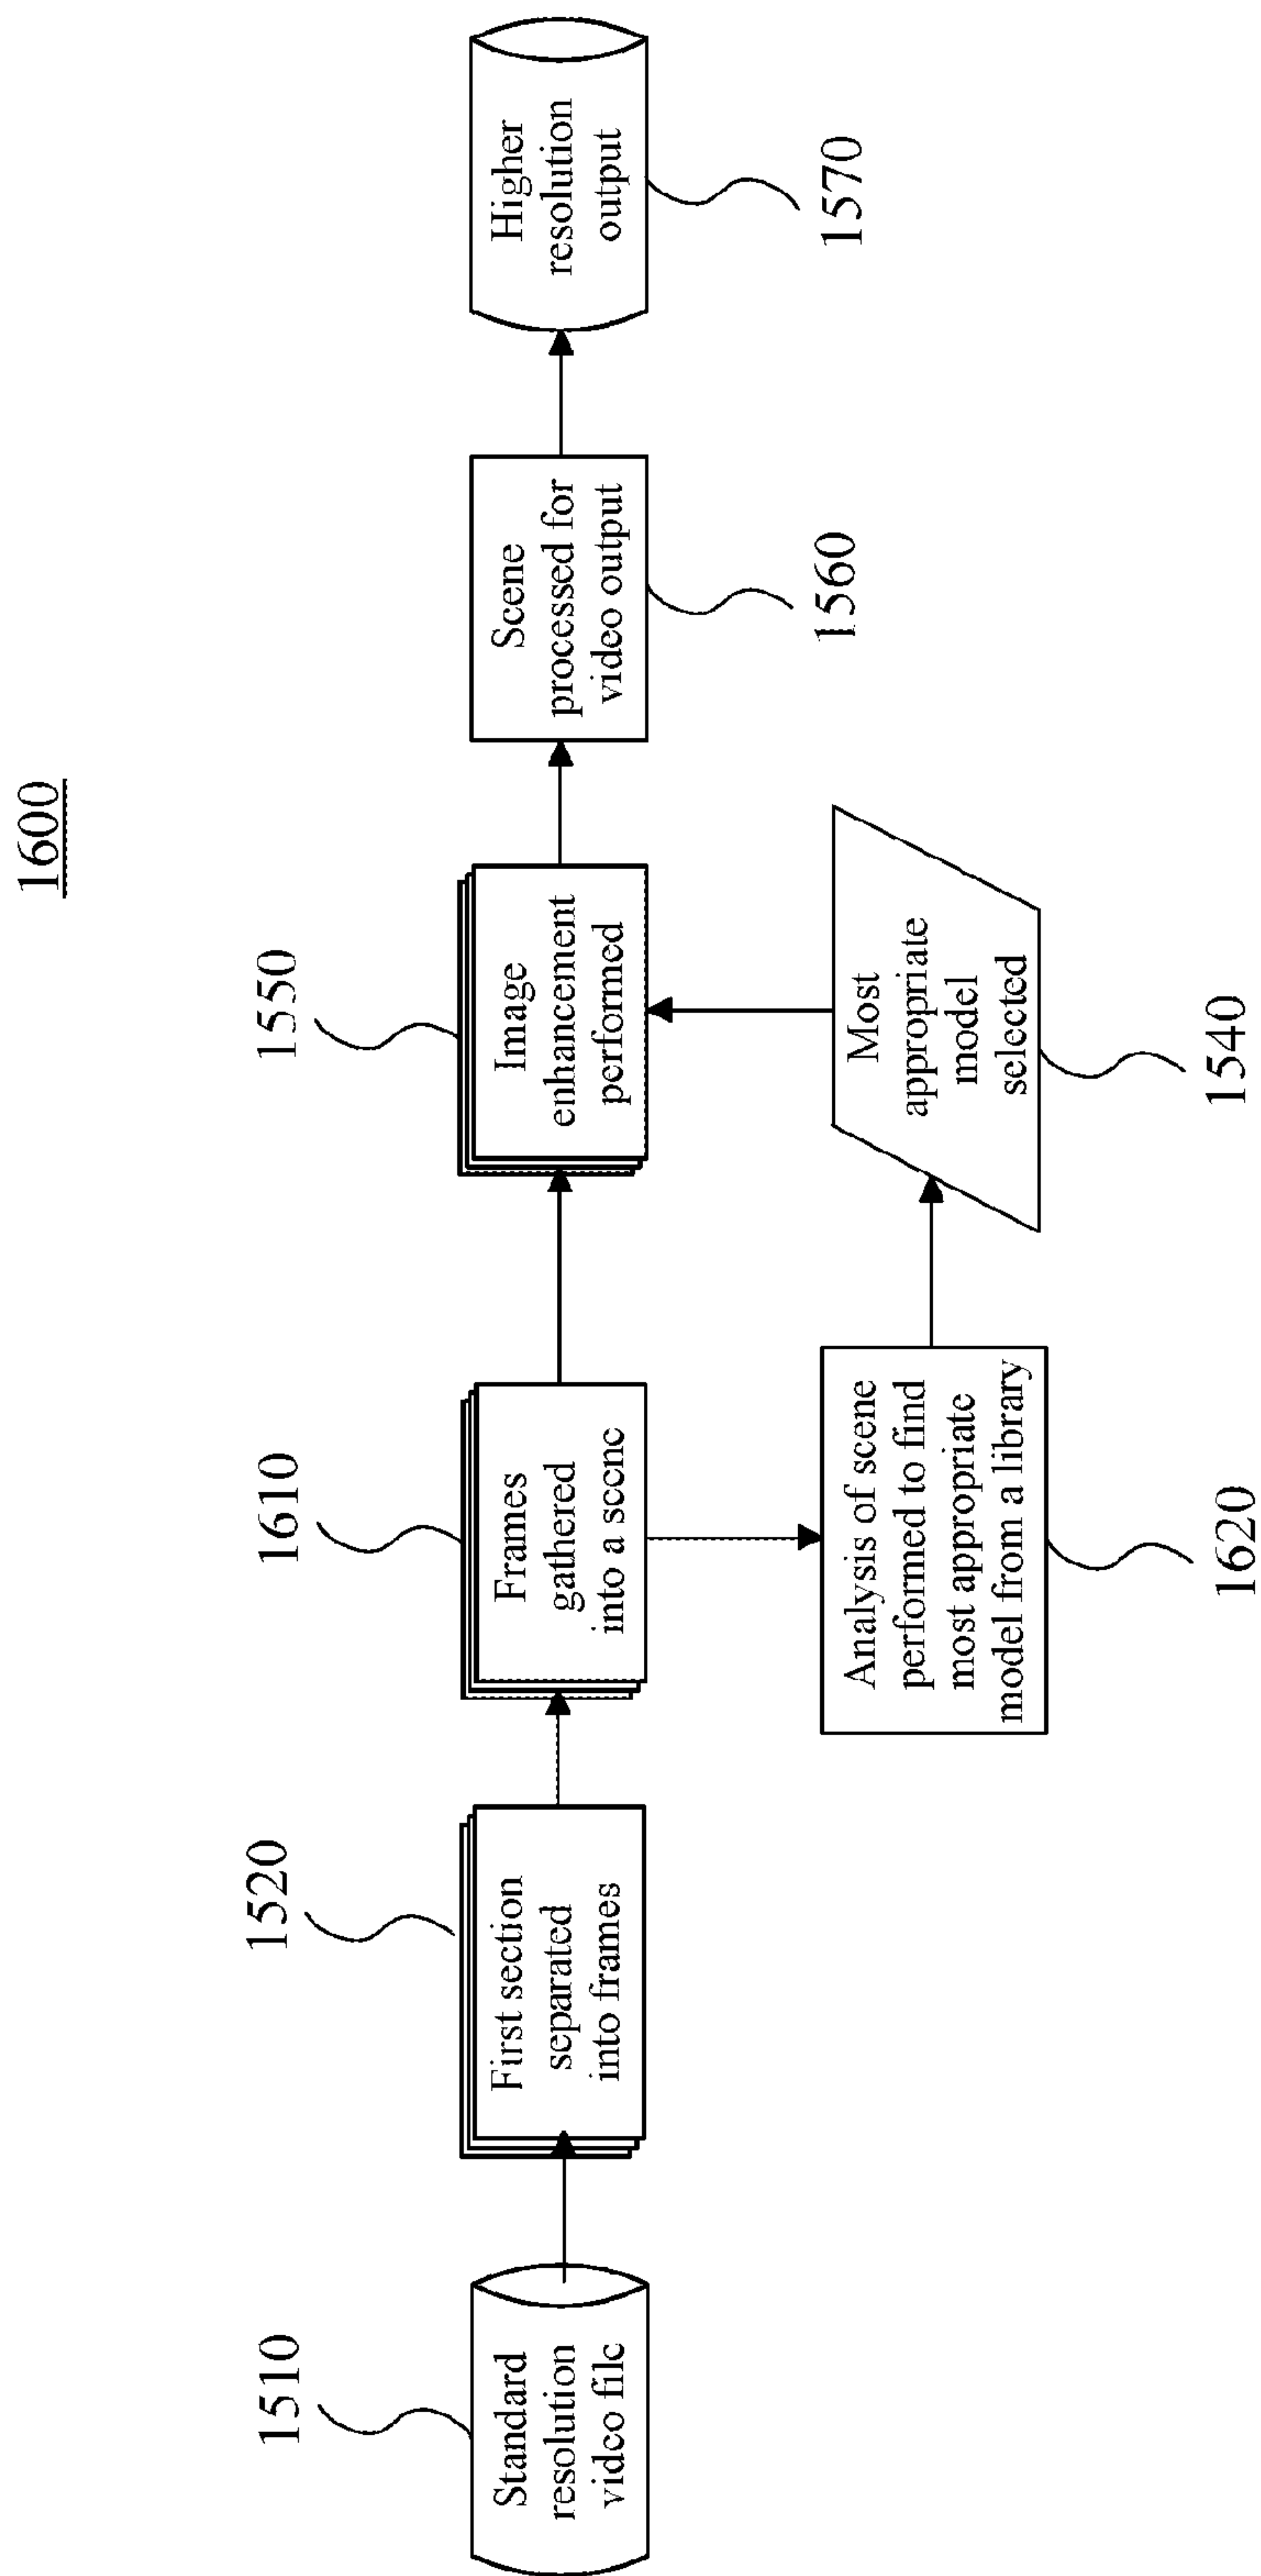 1600
1510
Standard
resolution
video file
1520
First section
separated
into frames
1610
Frames
gathered
into a scene
1550
Image
enhancement
performed
Scene
processed for
video output
1560
Higher
resolution
output
1570
Analysis of scene
performed to find
most appropriate
model from a library
1620
Most
appropriate
model
selected
1540